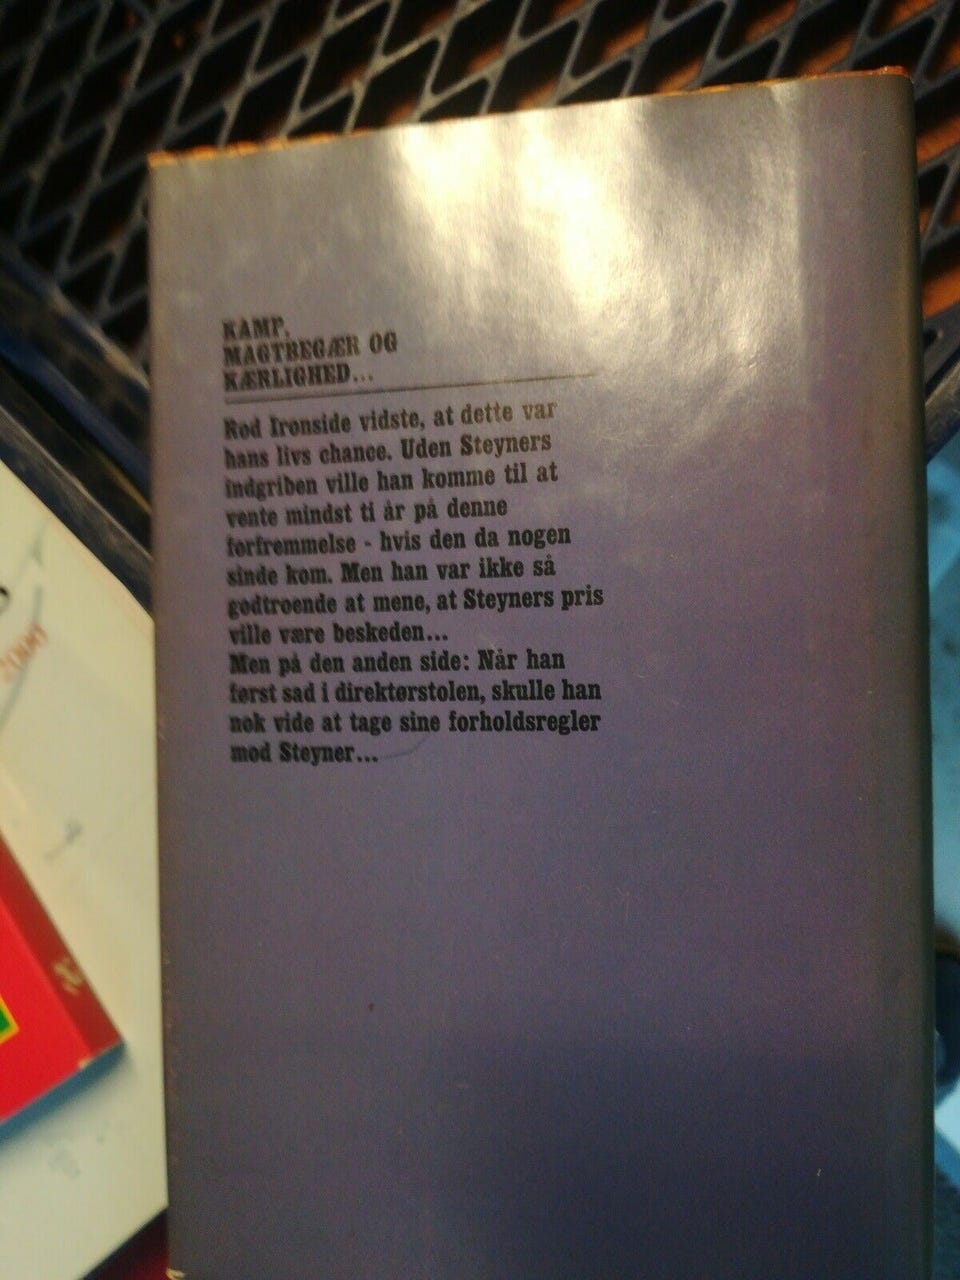 KAMP,
MAGTBEGÆR OG
KÆRLIGHED...
Rod Ironside vidste, at dette var
hans livs chance. Uden Steyners
indgriben ville han komme til at
vente mindst ti år på denne
forfremmelse - hvis den da nogen
sinde kom. Men han var ikke så
godtroende at mene, at Steyners pris
ville være beskeden...
Men på den anden side: Når han
først sad i direktørstolen, skulle han
nok vide at tage sine forholdsregler
mod Steyner...